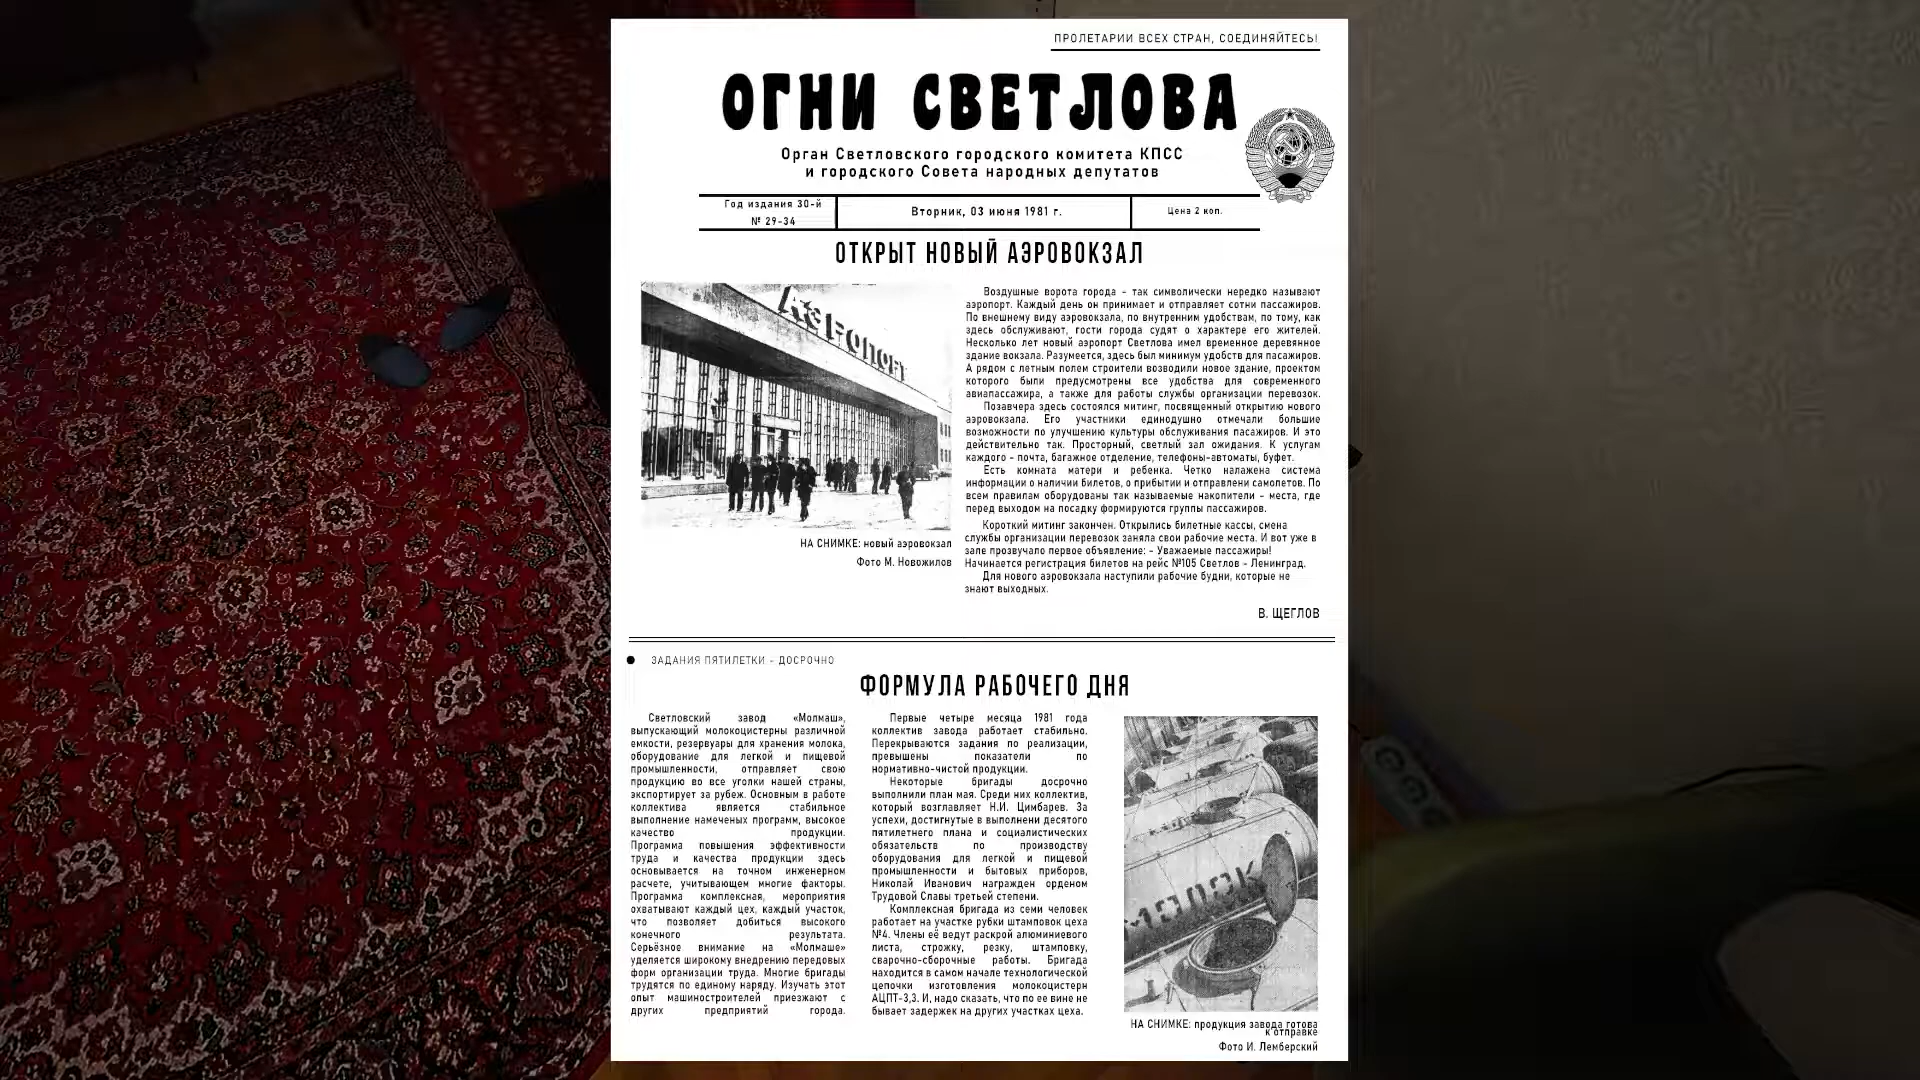 ПРОЛЕТАРИИ ВСЕХ СТРАН, СОЕДИНЯЙТЕСЬ!
ОГНИ СВЕТЛОВА
Орган Светловского городского комитета КПСС
и городского Совета народных депутатов
Год издания 30-й
№ 29-34
Вторник, 03 июня 1981 г.
Цена 2 коп.
ОТКРЫТ НОВЫЙ АЭРОВОКЗАЛ
АЭРОПОРТ
НА СНИМКЕ: новый аэровокзал
Фото М. Новожилов
Воздушные ворота города - так символически нередко называют
аэропорт. Каждый день он принимает и отправляет сотни пассажиров.
По внешнему виду аэровокзала, по внутренним удобствам, по тому, как
здесь обслуживают, гости города судят о характере его жителей.
Несколько лет новый аэропорт Светлова имел временное деревянное
здание вокзала. Разумеется, здесь был минимум удобств для пасажиров.
А рядом с летным полем строители возводили новое здание, проектом
которого были предусмотрены все удобства для современного
авиапассажира, а также для работы службы организации перевозок.
Позавчера здесь состоялся митинг, посвященный открытию нового
аэровокзала. Его участники единодушно отмечали большие
возможности по улучшению культуры обслуживания пасажиров. И это
действительно так. Просторный, светлый зал ожидания. К услугам
каждого - почта, багажное отделение, телефоны-автоматы, буфет.
Есть комната матери и ребенка. Четко налажена система
информации о наличии билетов, о прибытии и отправлени самолетов. По
всем правилам оборудованы так называемые накопители - места, где
перед выходом на посадку формируются группы пассажиров.
Короткий митинг закончен. Открылись билетные кассы, смена
службы организации перевозок заняла свои рабочие места. И вот уже в
зале прозвучало первое объявление: - Уважаемые пассажиры!
Начинается регистрация билетов на рейс №105 Светлов - Ленинград.
Для нового аэровокзала наступили рабочие будни, которые не
знают выходных.
В. ЩЕГЛОВ
ЗАДАНИЯ ПЯТИЛЕТКИ - ДОСРОЧНО
ФОРМУЛА РАБОЧЕГО ДНЯ
Светловский завод «Молмаш»,
выпускающий молокоцистерны различной
емкости, резервуары для хранения молока,
оборудование для легкой и пищевой
промышленности, отправляет свою
продукцию во все уголки нашей страны,
экспортирует за рубеж. Основным в работе
коллектива является стабильное
выполнение намеченых программ, высокое
качество продукции.
Программа повышения эффективности
труда и качества продукции здесь
основывается на точном инженерном
расчете, учитывающем многие факторы.
Программа комплексная, мероприятия
охватывают каждый цех, каждый участок,
что позволяет добиться высокого
конечного результата.
Серьёзное внимание на «Молмаше»
уделяется широкому внедрению передовых
форм организации труда. Многие бригады
трудятся по единому наряду. Изучать этот
опыт машиностроителей приезжают с
других предприятий города.
Первые четыре месяца 1981 года
коллектив завода работает стабильно.
Перекрываются задания по реализации,
превышены показатели по
нормативно-чистой продукции.
Некоторые бригады досрочно
выполнили план мая. Среди них коллектив,
который возглавляет Н.И. Цимбарев. За
успехи, достигнутые в выполнени десятого
пятилетнего плана и социалистических
обязательств по производству
оборудования для легкой и пищевой
промышленности и бытовых приборов,
Николай Иванович награжден орденом
Трудовой Славы третьей степени.
Комплексная бригада из семи человек
работает на участке рубки штамповок цеха
№4. Члены её ведут раскрой алюминиевого
листа, строжку, резку, штамповку,
сварочно-сборочные работы. Бригада
находится в самом начале технологической
цепочки изготовления молокоцистерн
АЦПТ-3,3. И, надо сказать, что по ее вине не
бывает задержек на других участках цеха.
МОЛОК
НА СНИМКЕ: продукция завода готова
к отправке
Фото И. Лемберский